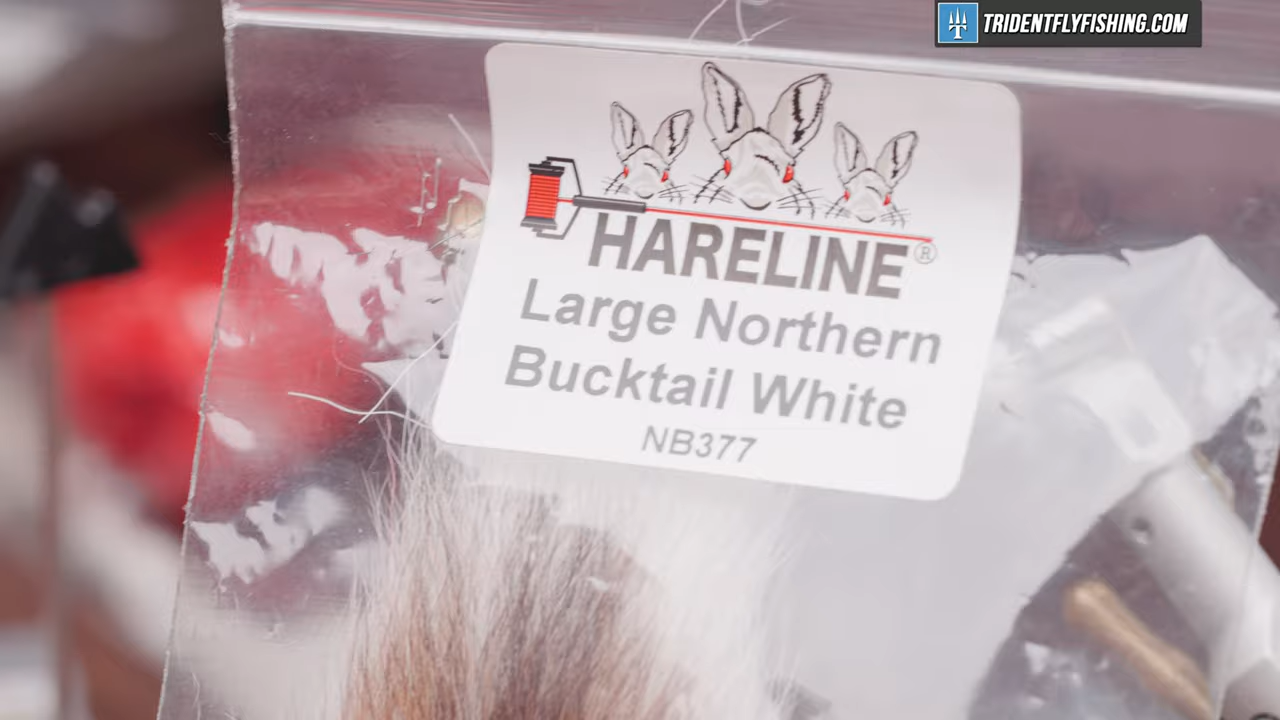 TRIDENTFLYFISHING.COM
HARELINE®
Large Northern
Bucktail White
NB377